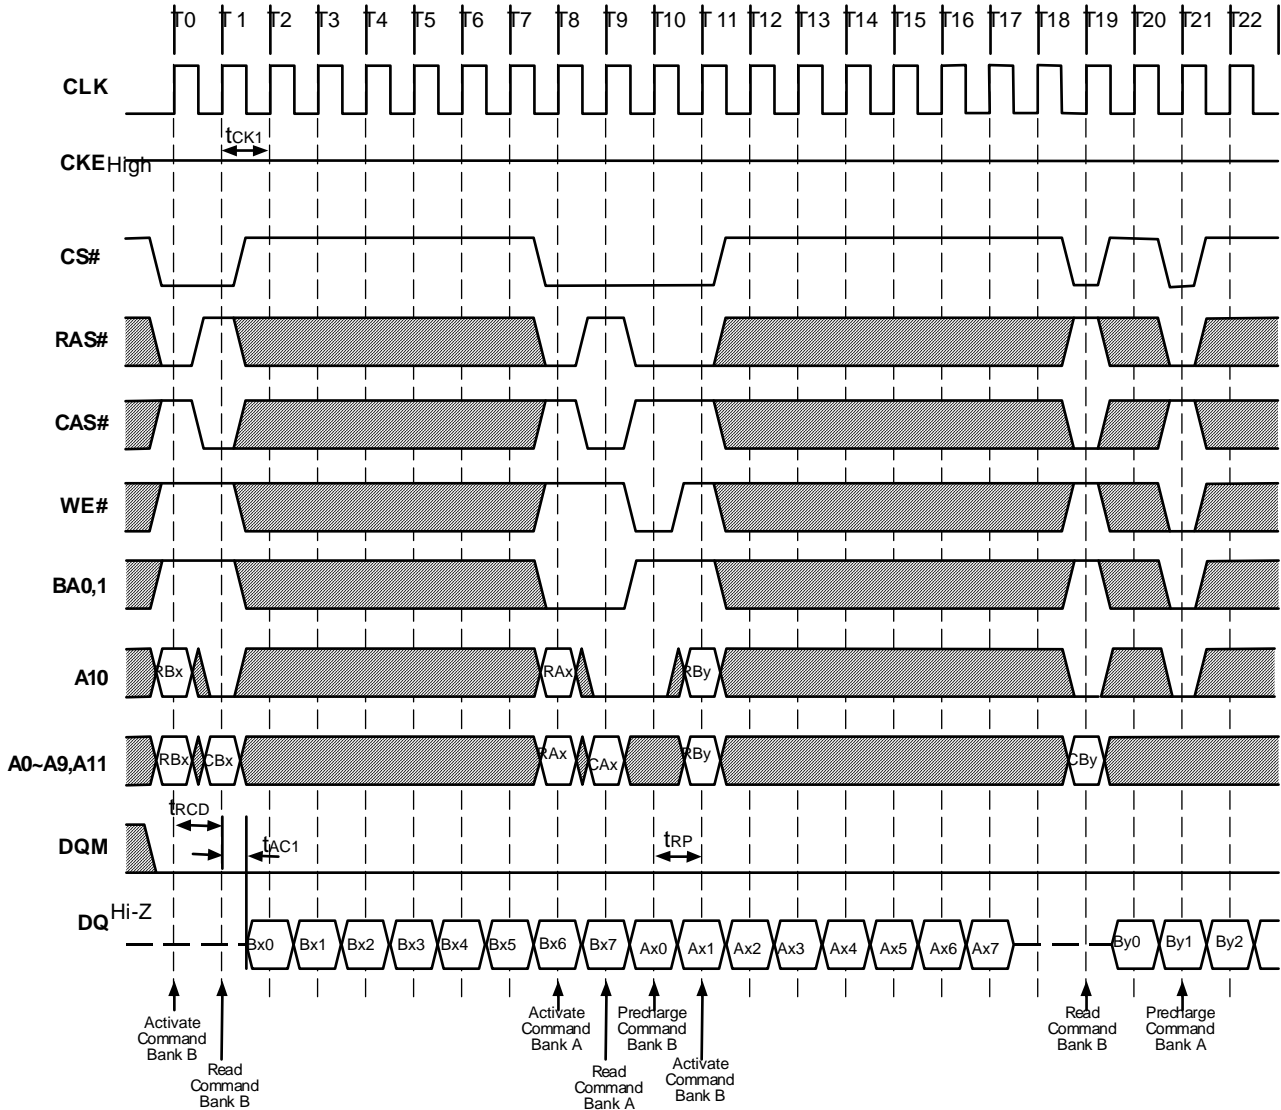 T0 T1 T2 T3 T4 T5 T6 T7 T8 T9 T10 T11 T12 T13 T14 T15 T16 T17 T18 T19 T20 T21 T22
CLK
tCK1
CKE High
CS#
RAS#
CAS#
WE#
BA0,1
A10 RBx RAx RBy
A0~A9,A11 RBx CBx RAx CAx RBy CBy
tRCD
DQM tAC1 tRP
DQ Hi-Z
Bx0 Bx1 Bx2 Bx3 Bx4 Bx5 Bx6 Bx7 Ax0 Ax1 Ax2 Ax3 Ax4 Ax5 Ax6 Ax7 By0 By1 By2
Activate
Command
Bank B
Read
Command
Bank B
Activate
Command
Bank A
Read
Command
Bank A
Precharge
Command
Bank B
Activate
Command
Bank B
Read
Command
Bank B
Precharge
Command
Bank A